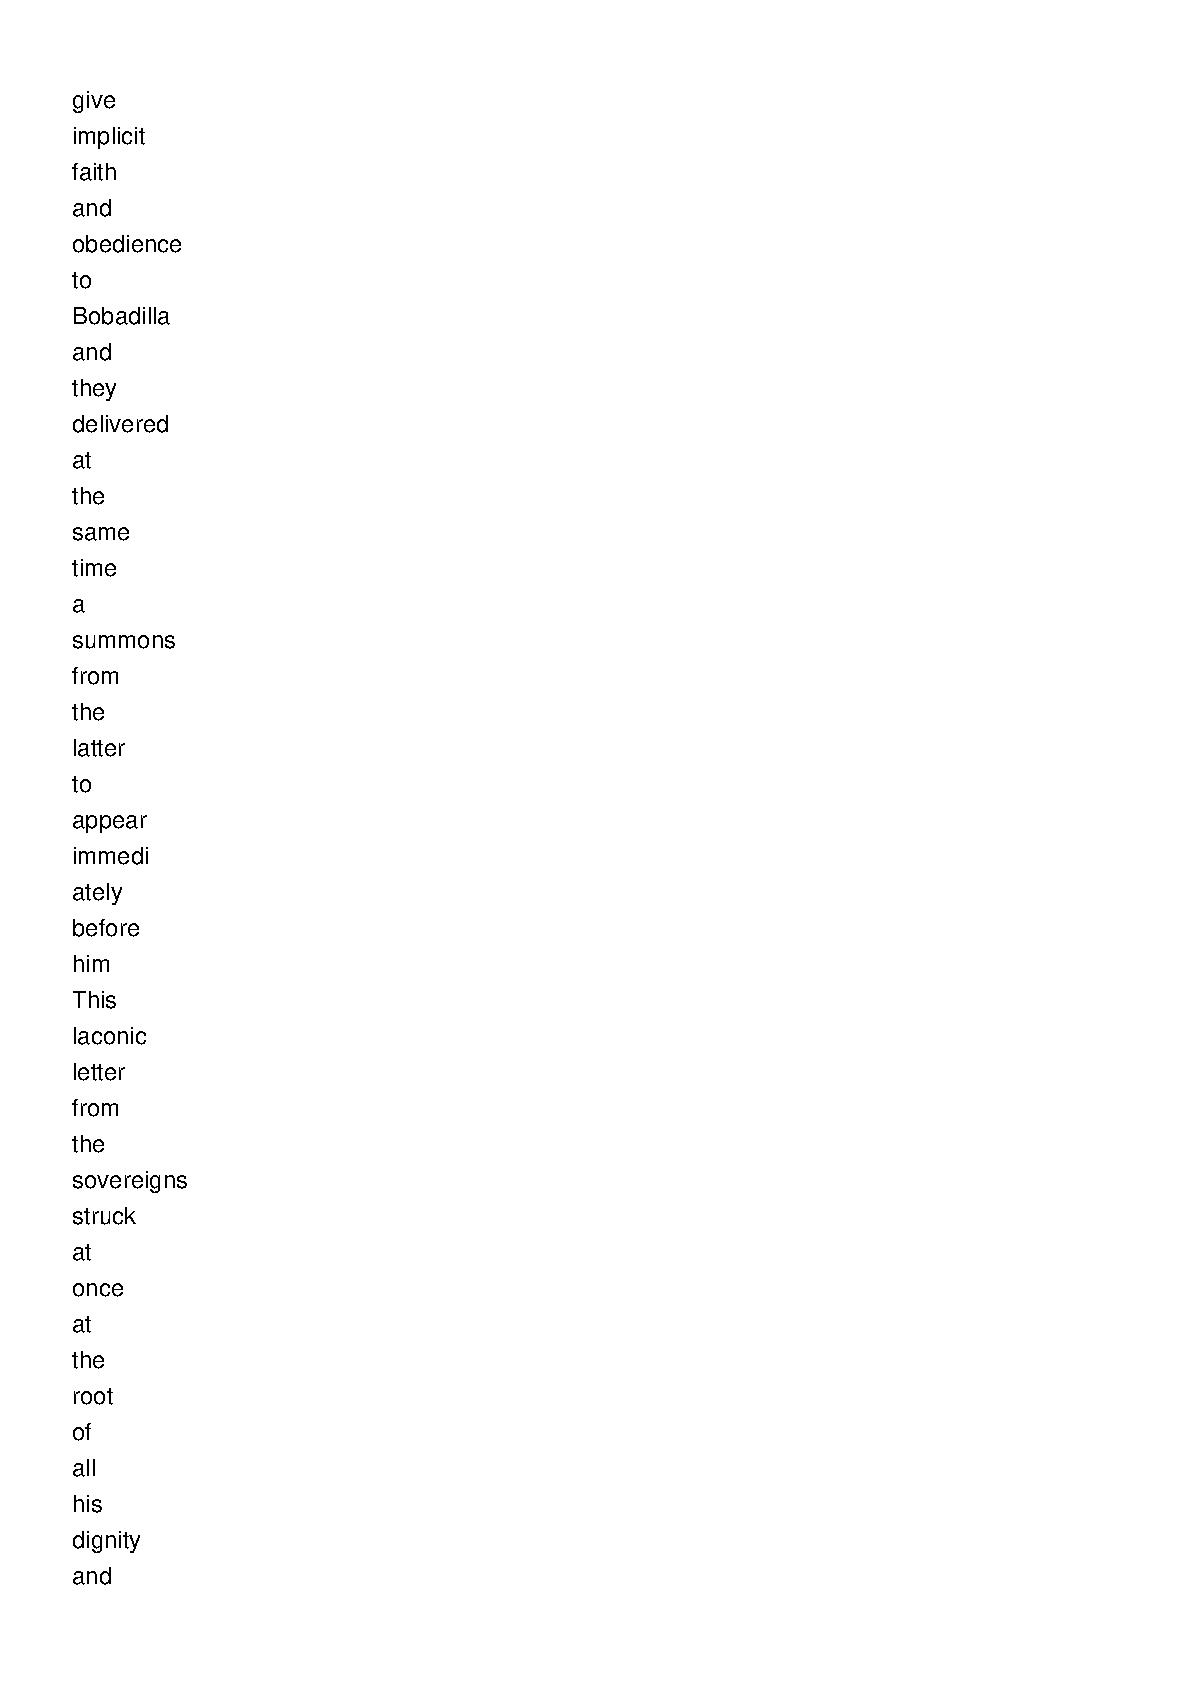 give
implicit
faith
and
obedience
to
Bobadilla
and
they
delivered
at
the
same
time
a
summons
from
the
latter
to
appear
immedi
ately
before
him
This
laconic
letter
from
the
sovereigns
struck
at
once
at
the
root
of
all
his
dignity
and